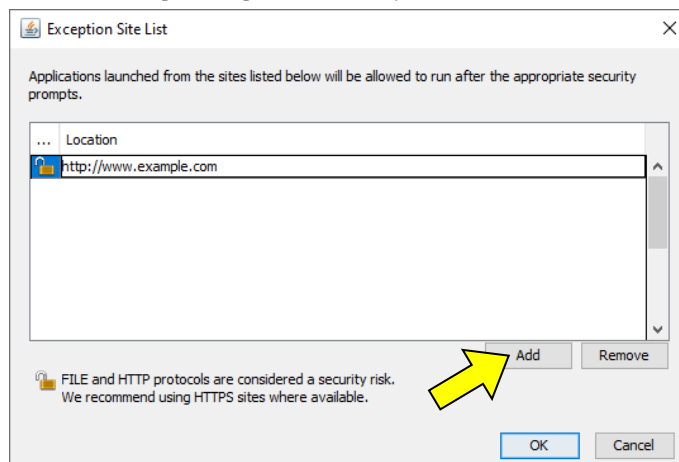 Exception Site List
Applications launched from the sites listed below will be allowed to run after the appropriate security
prompts.
... Location
http://www.example.com
Add Remove
FILE and HTTP protocols are considered a security risk.
We recommend using HTTPS sites where available.
OK Cancel